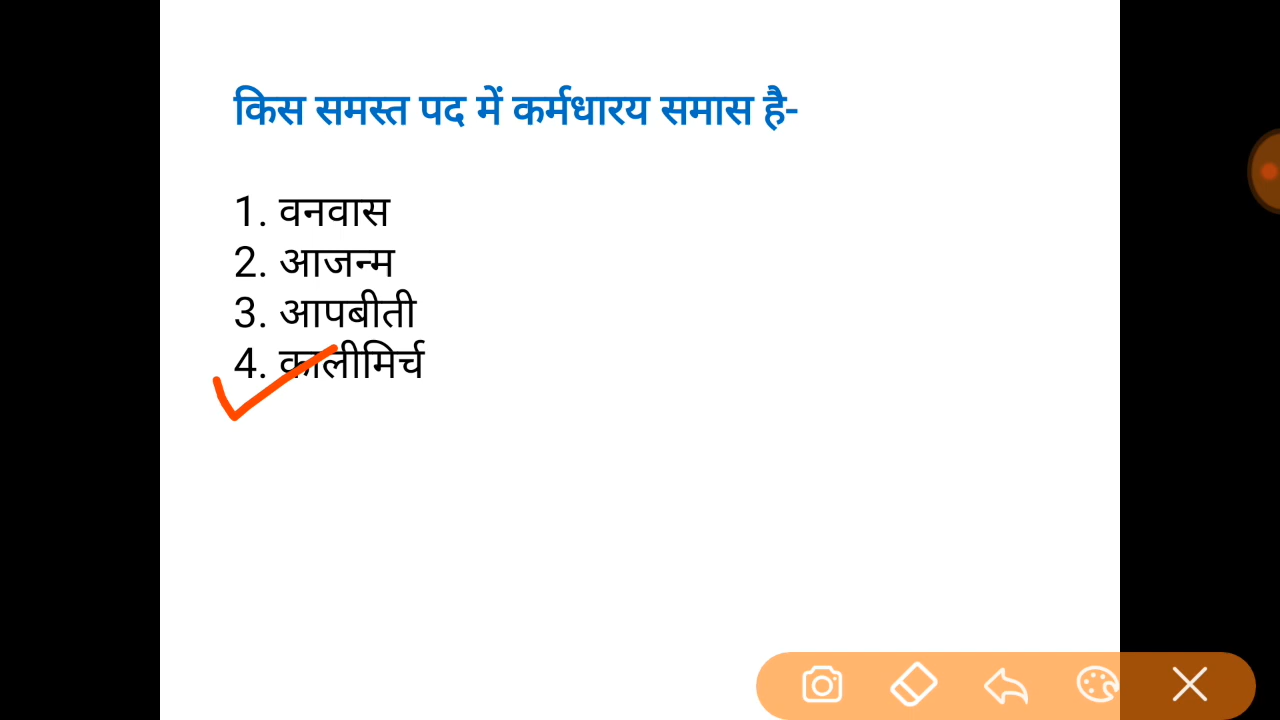 किस समस्त पद में कर्मधारय समास है-
1. वनवास
2. आजन्म
3. आपबीती
4. कालीमिर्च